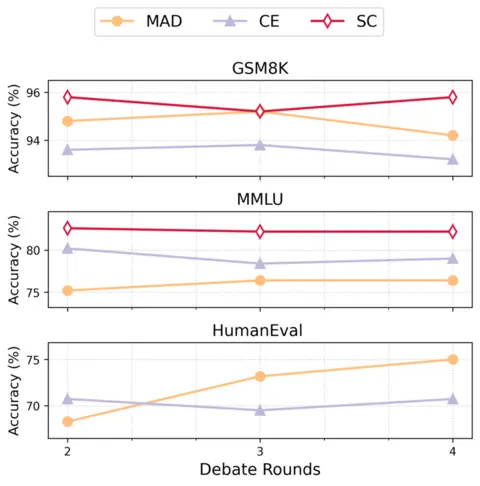 MAD CE SC
GSM8K
96
94
Accuracy (%)
MMLU
80
75
Accuracy (%)
HumanEval
75
70
Accuracy (%)
2 3 4
Debate Rounds